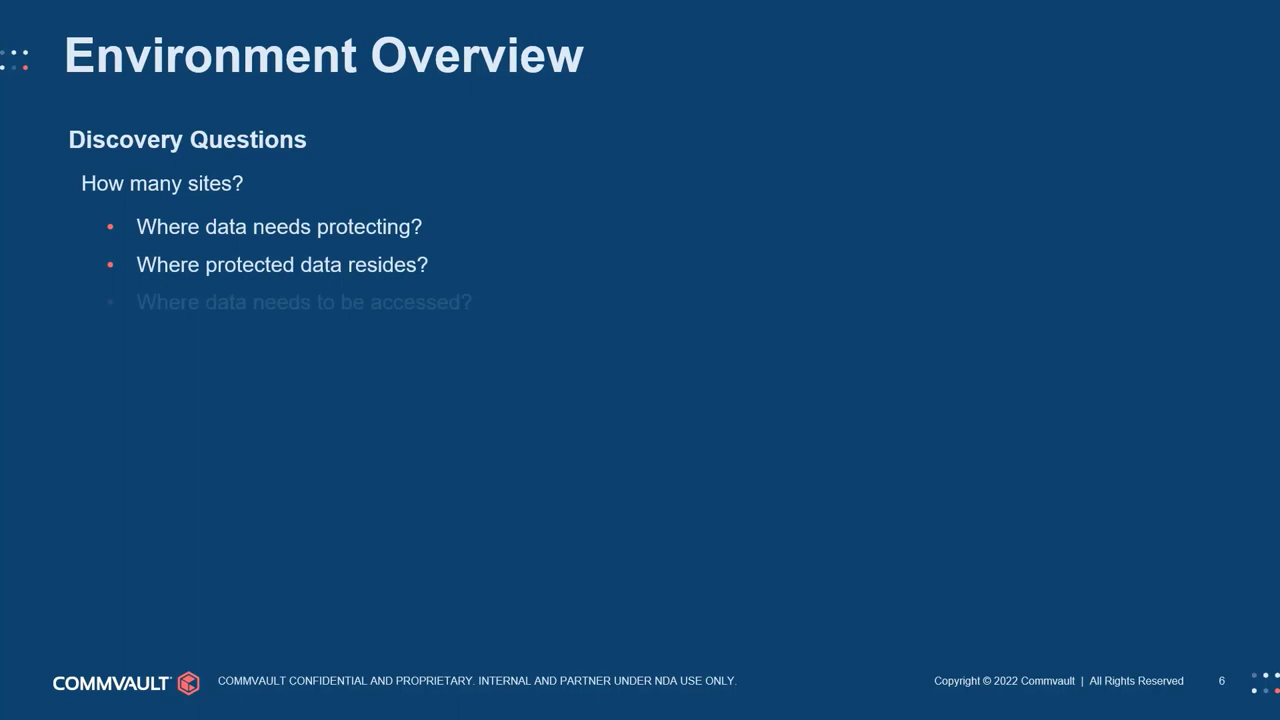 Environment Overview
Discovery Questions
How many sites?
• Where data needs protecting?
• Where protected data resides?
• Where data needs to be accessed?
COMMVAULT
COMMVAULT CONFIDENTIAL AND PROPRIETARY. INTERNAL AND PARTNER UNDER NDA USE ONLY.
Copyright © 2022 Commvault | All Rights Reserved
6